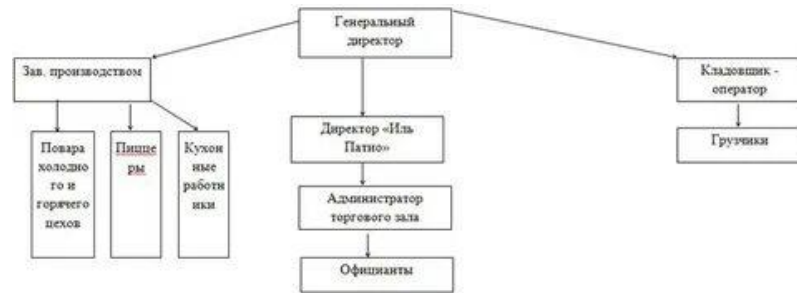 Генеральный
директор
Зав. производством
Кладовщик -
оператор
Повара
холодно
го и
горячего
цехов
Пицце
ры
Кухон
ные
работн
ики
Директор «Иль
Патио»
Грузчики
Администратор
торгового зала
Официанты